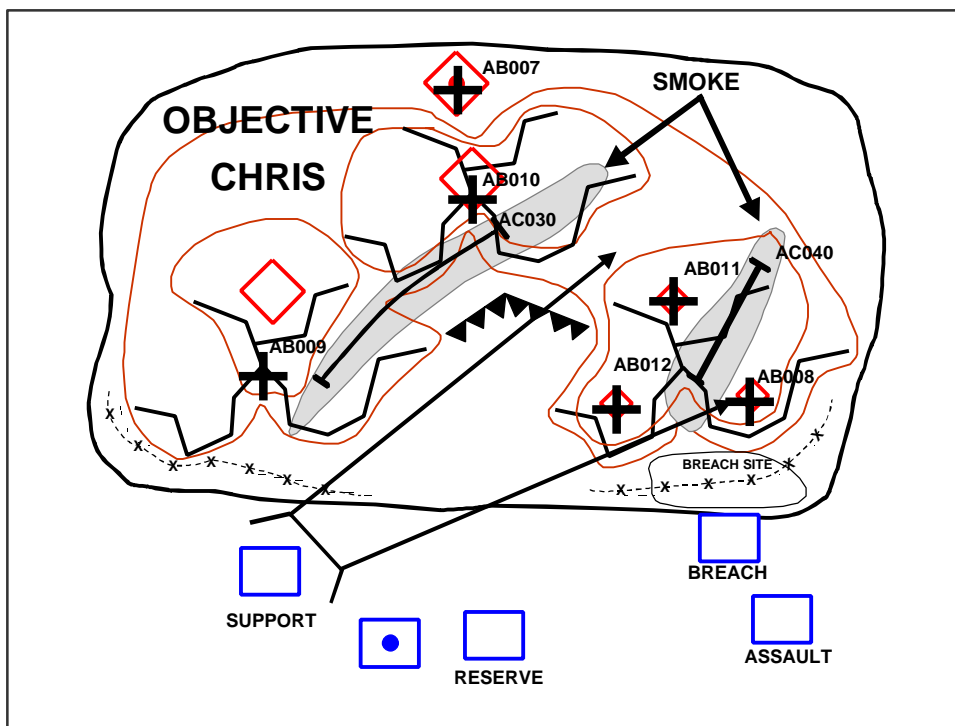 AB007
SMOKE
OBJECTIVE
CHRIS
AB010
AC030
AC040
AB011
AB009
AB012
AB008
BREACH SITE
X X X X X X X
X X X X X X
BREACH
SUPPORT
ASSAULT
RESERVE